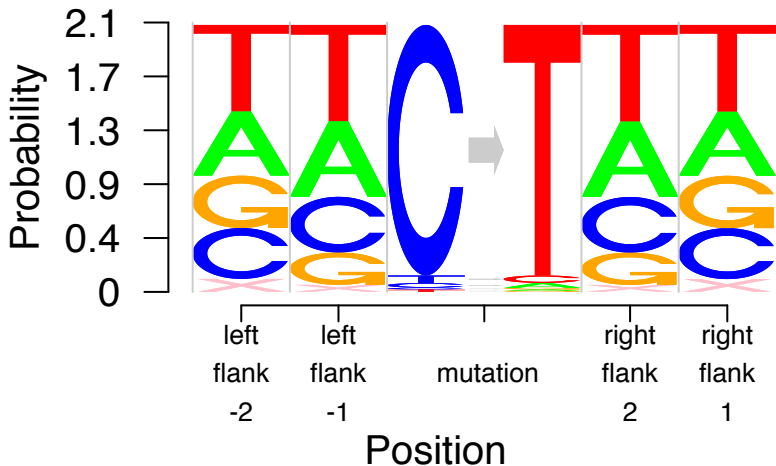 2.1
1.7
1.3
0.9
0.4
0
Probability
T T C T T T
A A A A
G C C G
C G G C
left left right right
flank flank mutation flank flank
-2 -1 2 1
Position